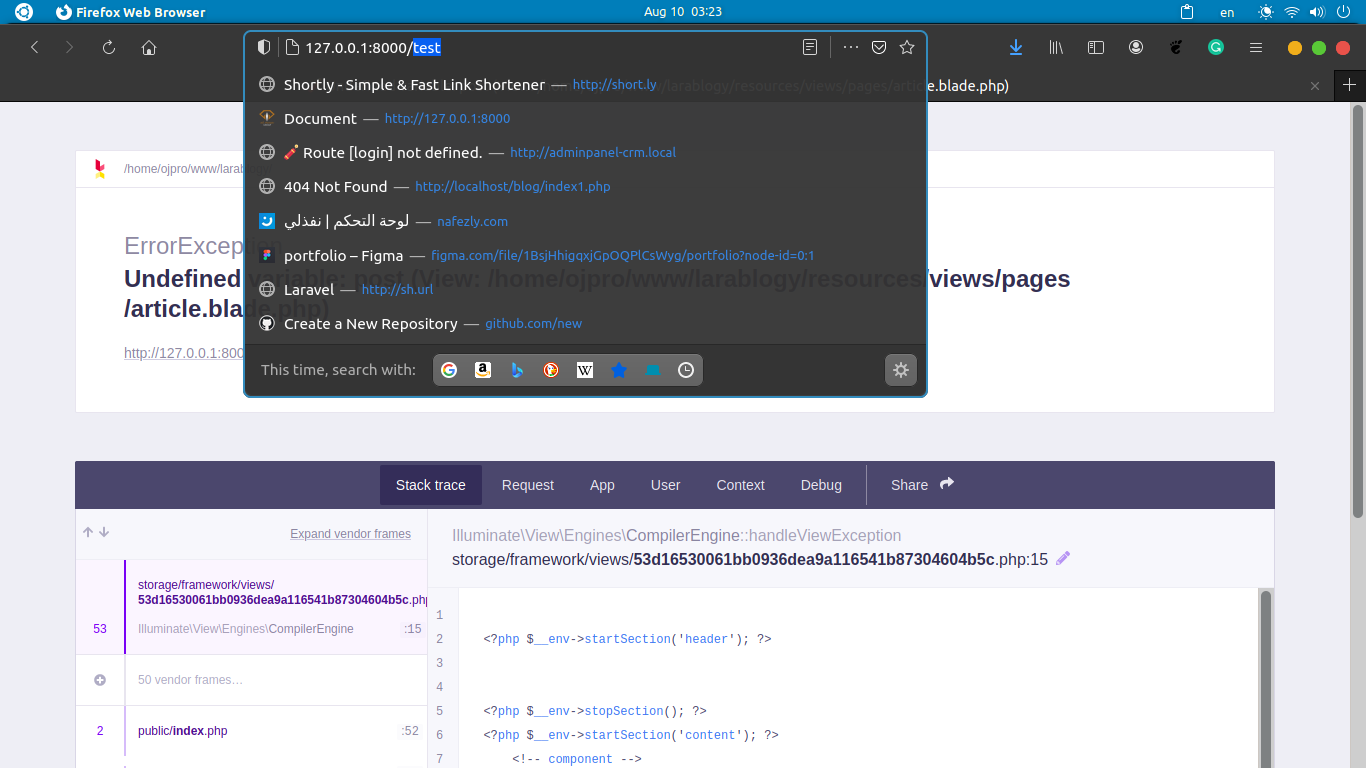 Firefox Web Browser
Aug 10 03:23
en
127.0.0.1:8000/test
/larablogy/resources/views/pages/article.blade.php)
Shortly - Simple & Fast Link Shortener — http://short.ly
Document — http://127.0.0.1:8000
Route [login] not defined. — http://adminpanel-crm.local
404 Not Found — http://localhost/blog/index1.php
لوحة التحكم | نفذلي — nafezly.com
portfolio – Figma — figma.com/file/1BsjHhigqxjGpOQPlCsWyg/portfolio?node-id=0:1
Laravel — http://sh.url
Create a New Repository — github.com/new
This time, search with:
/home/ojpro/www/larab
ErrorException
Undefined variable: post (View: /home/ojpro/www/larablogy/resources/views/pages
/article.blade.php)
http://127.0.0.1:800
Stack trace
Request
App
User
Context
Debug
Share
Expand vendor frames
storage/framework/views/
53d16530061bb0936dea9a116541b87304604b5c.php
53
Illuminate\View\Engines\CompilerEngine
:15
50 vendor frames…
2
public/index.php
:52
Illuminate\View\Engines\CompilerEngine::handleViewException
storage/framework/views/53d16530061bb0936dea9a116541b87304604b5c.php:15
1
2 <?php $__env->startSection('header'); ?>
3
4
5 <?php $__env->stopSection(); ?>
6 <?php $__env->startSection('content'); ?>
7 <!-- component -->